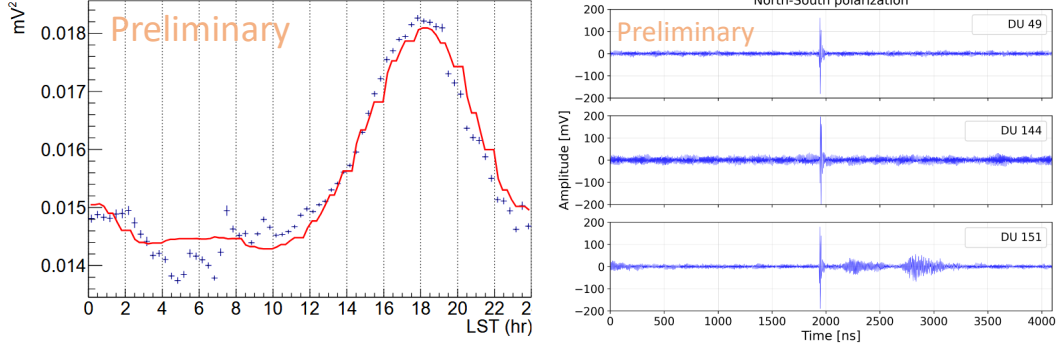 mV²
Preliminary
0.018
0.017
0.016
0.015
0.014
0 2 4 6 8 10 12 14 16 18 20 22 2
LST (hr)
North-South polarization
Preliminary
DU 49
200
100
0
−100
−200
DU 144
200
100
0
−100
−200
DU 151
200
100
0
−100
−200
Amplitude [mV]
0 500 1000 1500 2000 2500 3000 3500 4000
Time [ns]